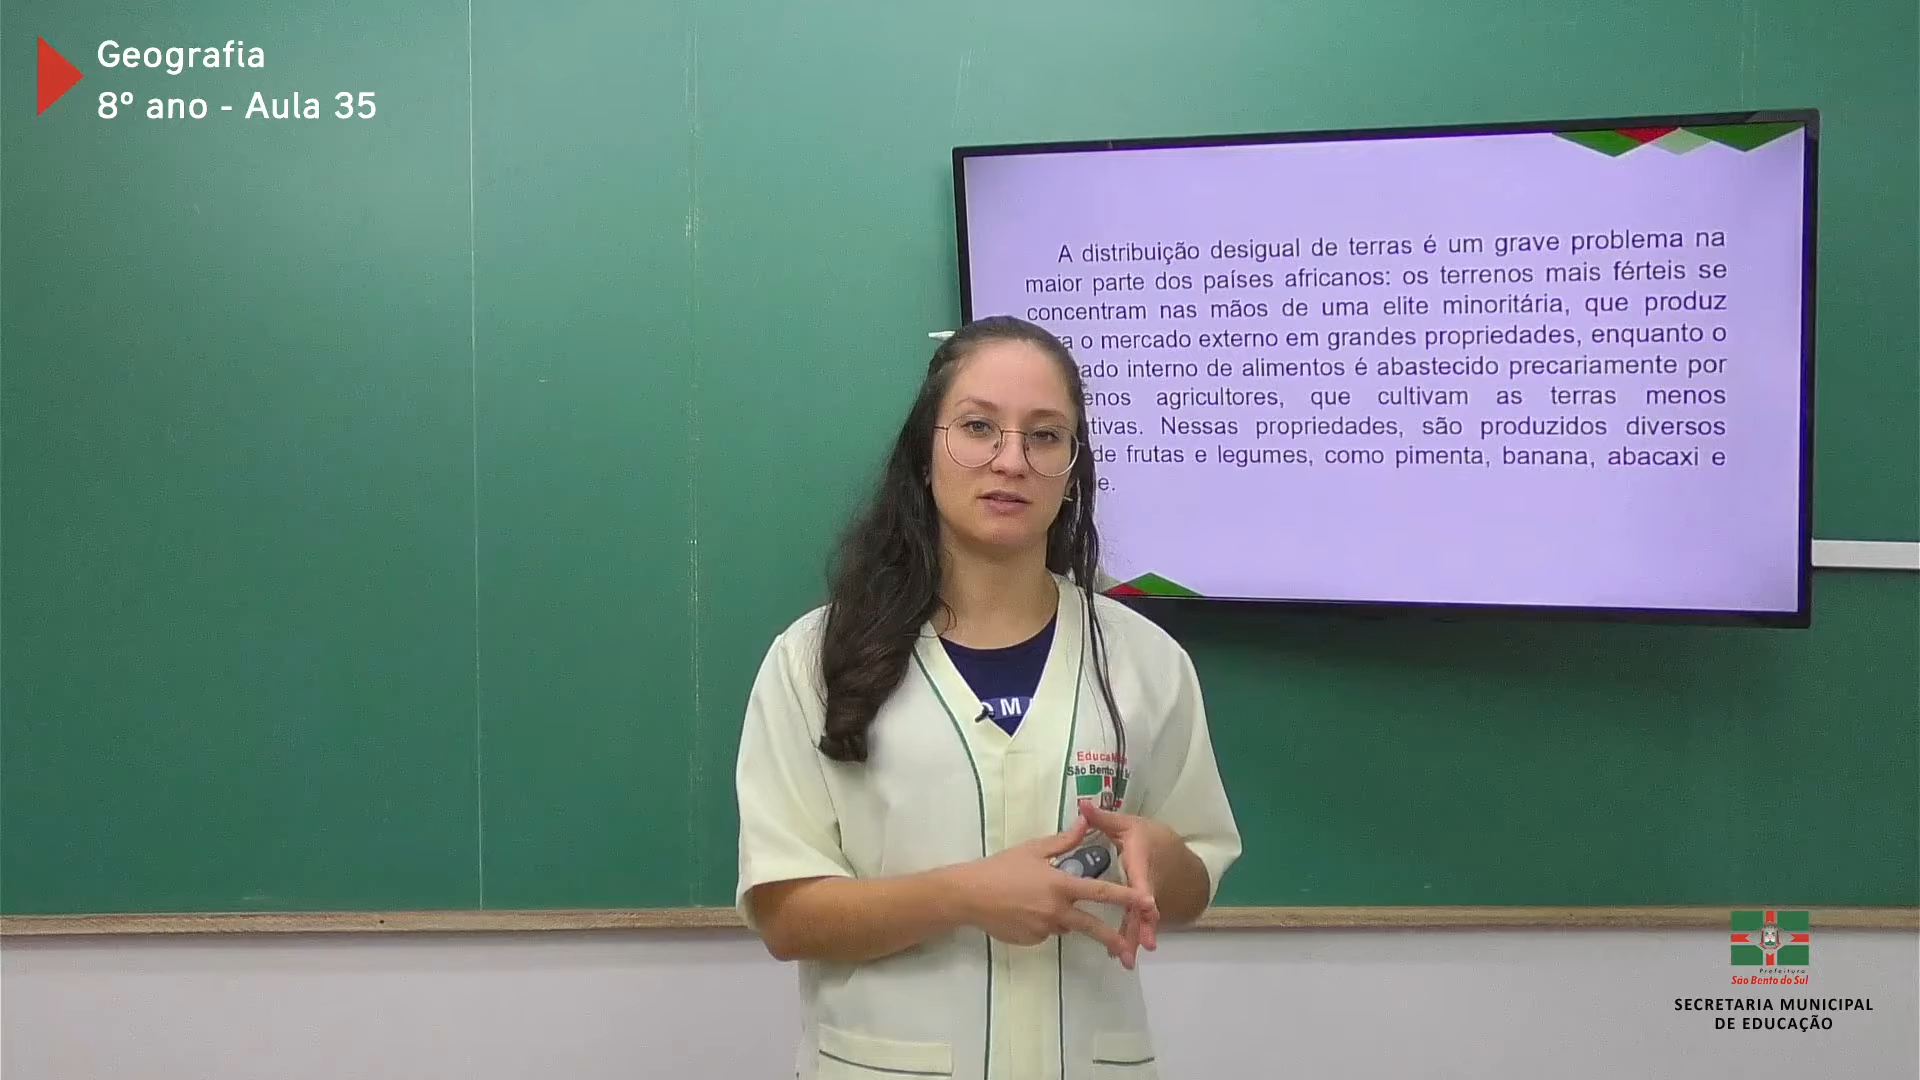 Geografia
8º ano - Aula 35
A distribuição desigual de terras é um grave problema na
maior parte dos países africanos: os terrenos mais férteis se
concentram nas mãos de uma elite minoritária, que produz
o mercado externo em grandes propriedades, enquanto o
interno de alimentos é abastecido precariamente por
agricultores, que cultivam as terras menos
Nessas propriedades, são produzidos diversos
de frutas e legumes, como pimenta, banana, abacaxi e
São Bento
Prefeitura
São Bento do Sul
SECRETARIA MUNICIPAL
DE EDUCAÇÃO